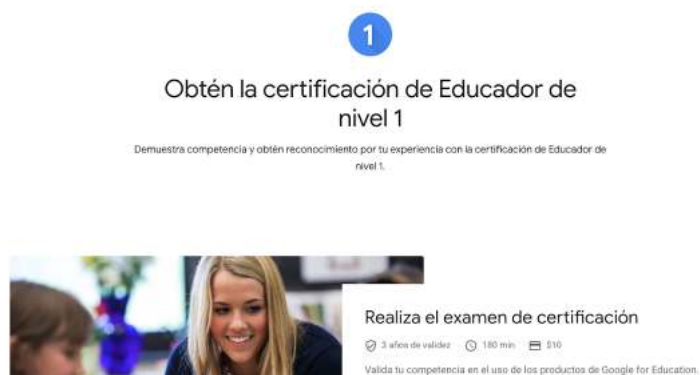 1
Obtén la certificación de Educador de
nivel 1
Demuestra competencia y obtén reconocimiento por tu experiencia con la certificación de Educador de
nivel 1.
Realiza el examen de certificación
3 años de validez 180 min $10
Valida tu competencia en el uso de los productos de Google for Education